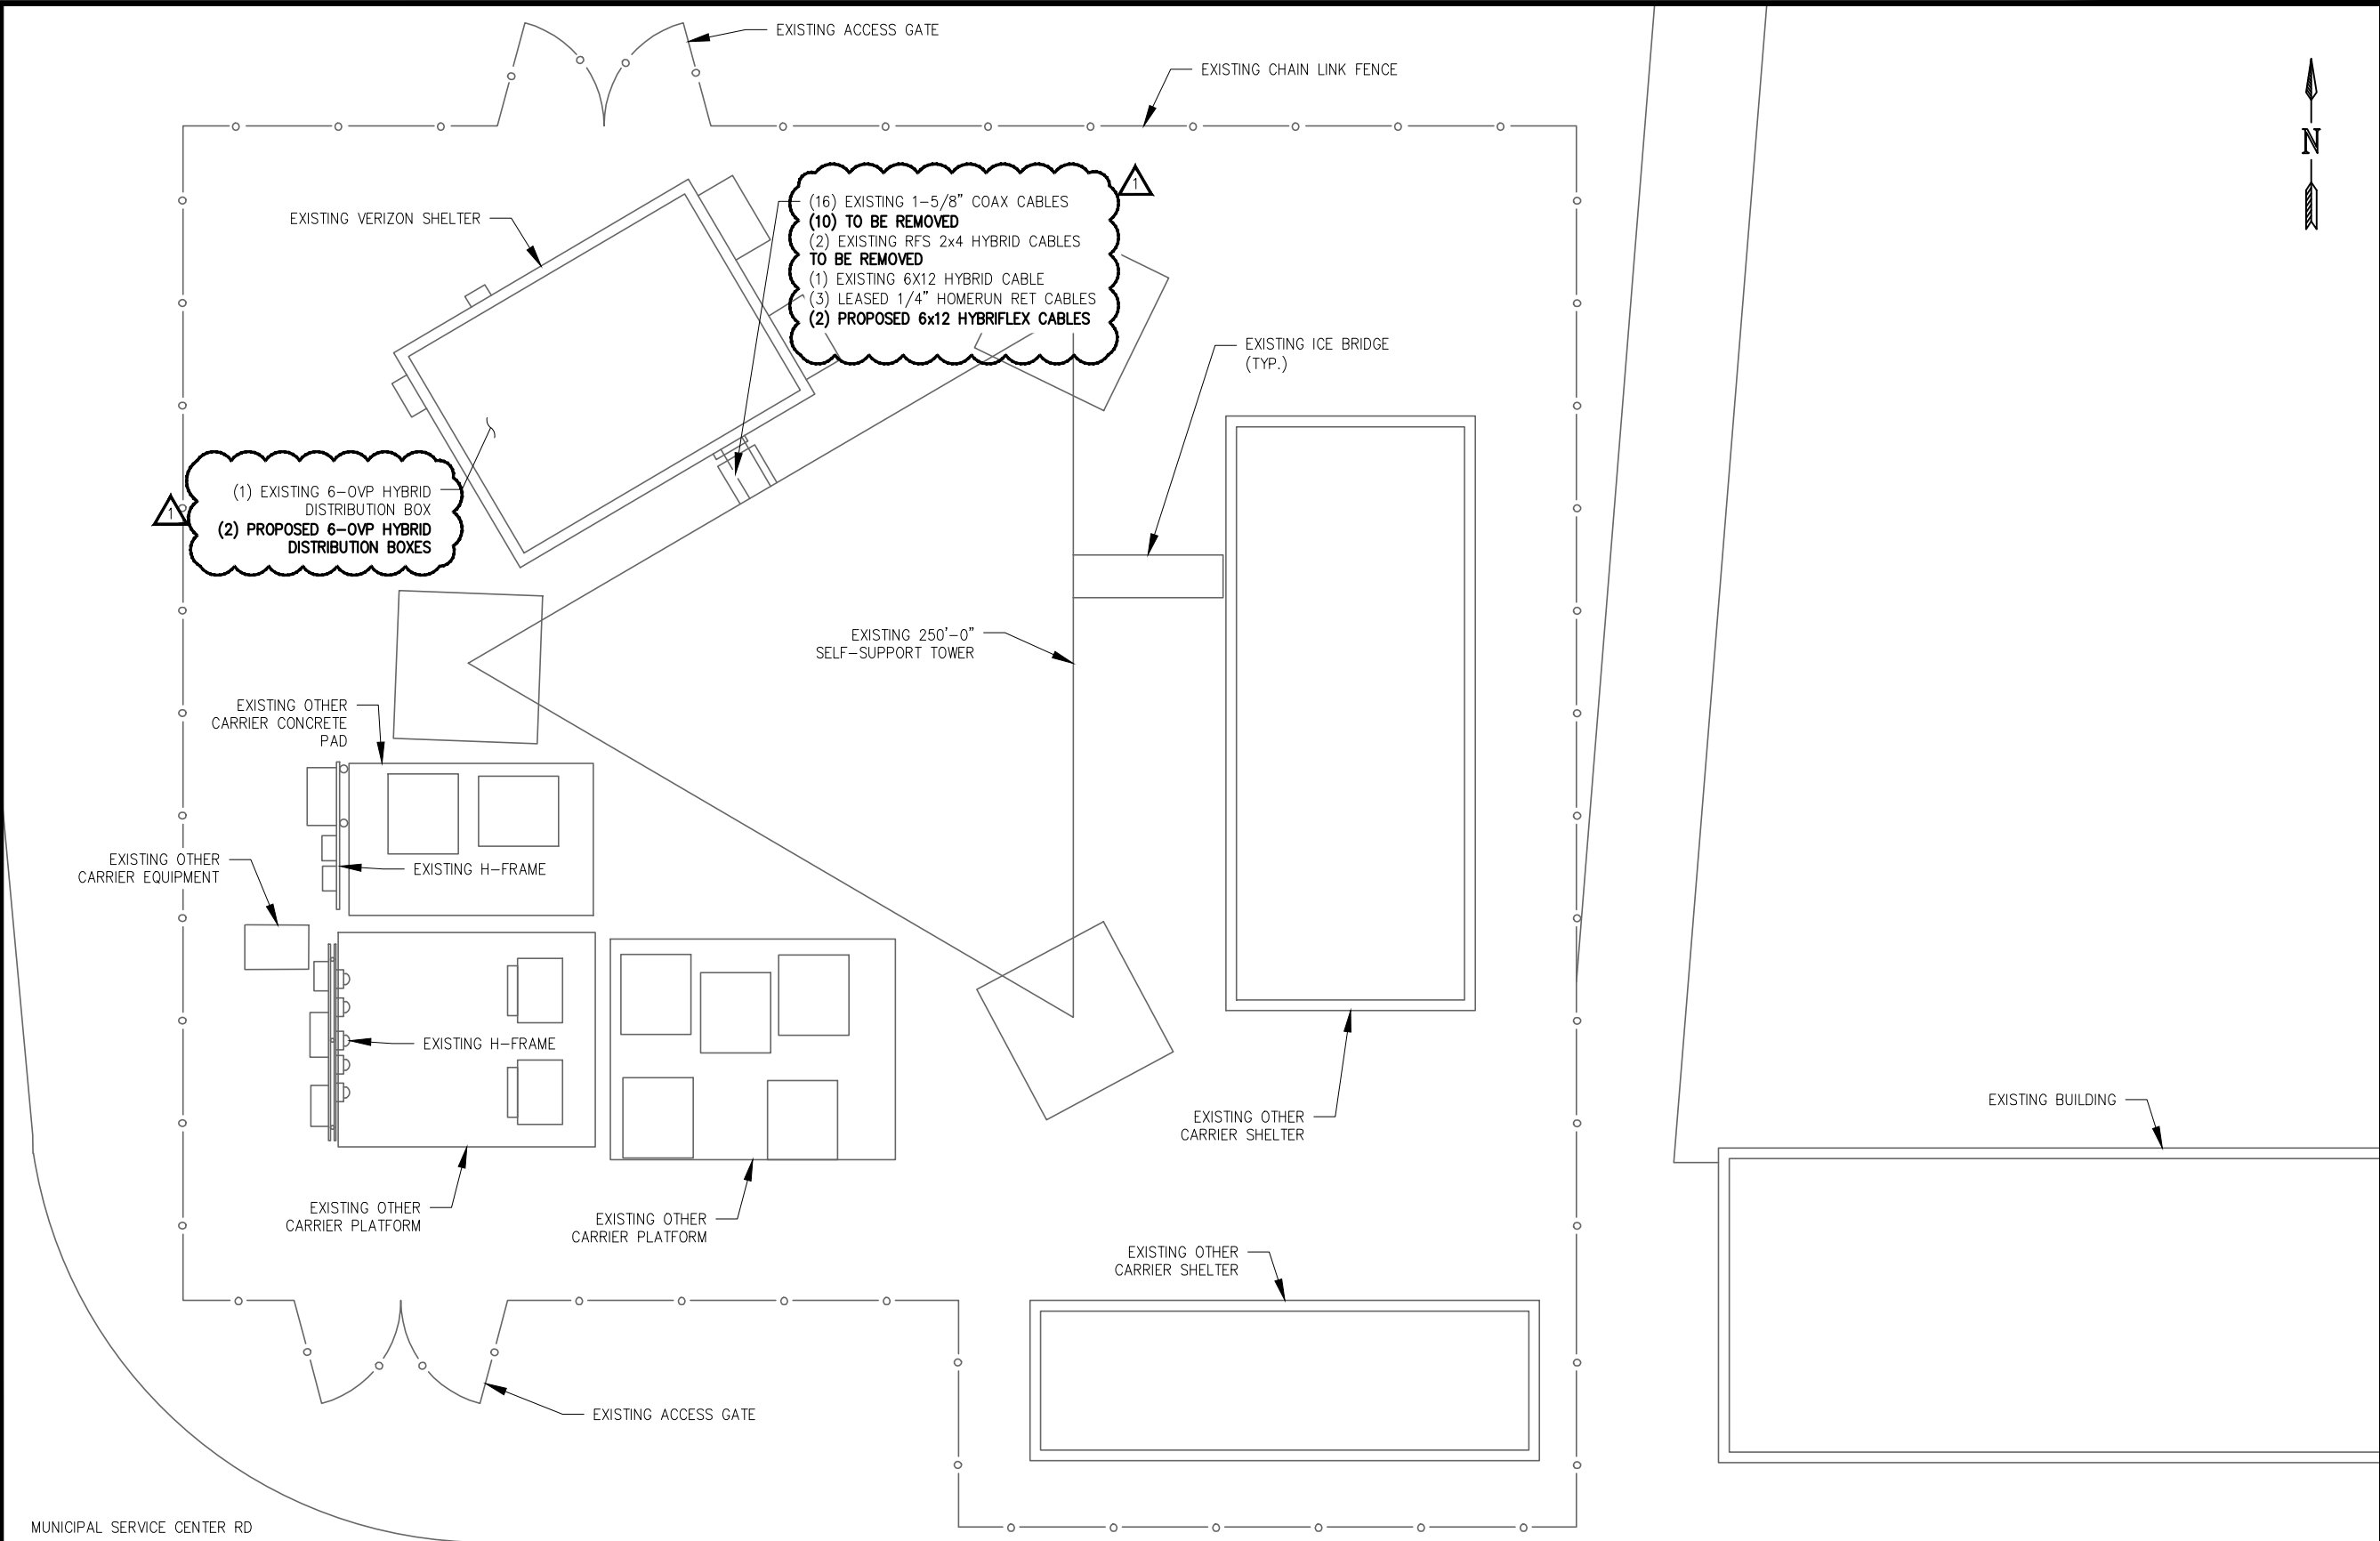 EXISTING ACCESS GATE
EXISTING CHAIN LINK FENCE
N
1
(16) EXISTING 1-5/8" COAX CABLES
(10) TO BE REMOVED
(2) EXISTING RFS 2x4 HYBRID CABLES
TO BE REMOVED
(1) EXISTING 6X12 HYBRID CABLE
(3) LEASED 1/4" HOMERUN RET CABLES
(2) PROPOSED 6x12 HYBRIFLEX CABLES
EXISTING VERIZON SHELTER
EXISTING ICE BRIDGE
(TYP.)
1
(1) EXISTING 6-OVP HYBRID
DISTRIBUTION BOX
(2) PROPOSED 6-OVP HYBRID
DISTRIBUTION BOXES
EXISTING 250'-0"
SELF-SUPPORT TOWER
EXISTING OTHER
CARRIER CONCRETE
PAD
EXISTING OTHER
CARRIER EQUIPMENT
EXISTING H-FRAME
EXISTING H-FRAME
EXISTING OTHER
CARRIER SHELTER
EXISTING BUILDING
EXISTING OTHER
CARRIER PLATFORM
EXISTING OTHER
CARRIER PLATFORM
EXISTING OTHER
CARRIER SHELTER
EXISTING ACCESS GATE
MUNICIPAL SERVICE CENTER RD